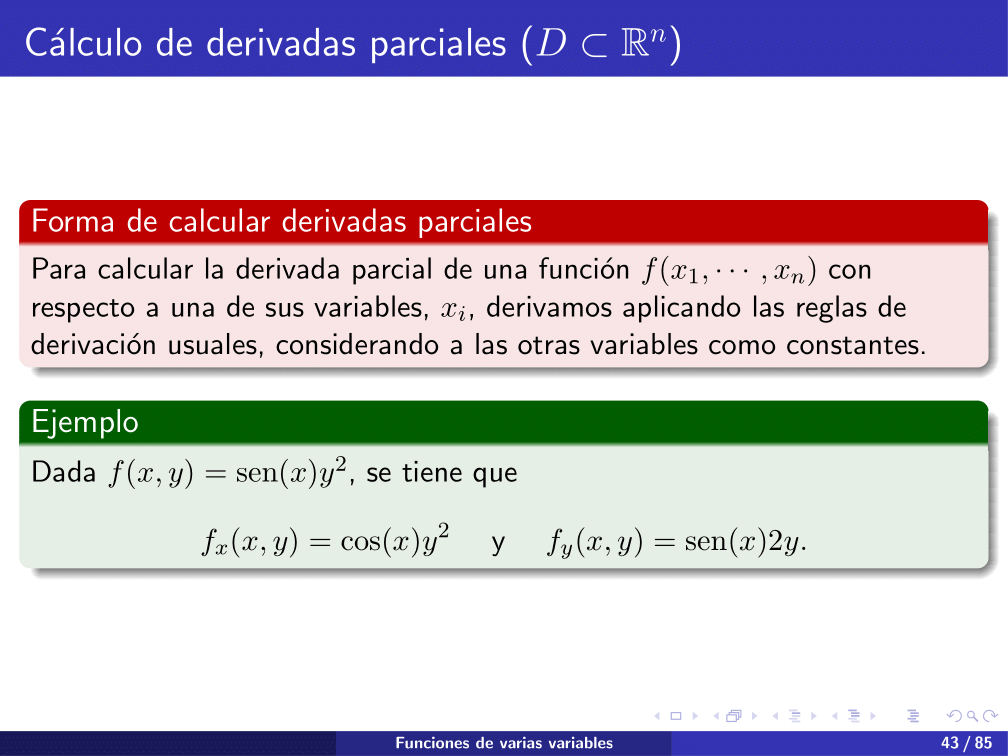 Cálculo de derivadas parciales (D ⊂ ℝⁿ)
Forma de calcular derivadas parciales
Para calcular la derivada parcial de una función f(x₁, ⋯ , xₙ) con
respecto a una de sus variables, xᵢ, derivamos aplicando las reglas de
derivación usuales, considerando a las otras variables como constantes.
Ejemplo
Dada f(x, y) = sen(x)y², se tiene que
fₓ(x, y) = cos(x)y² y f_y(x, y) = sen(x)2y.
Funciones de varias variables
43 / 85